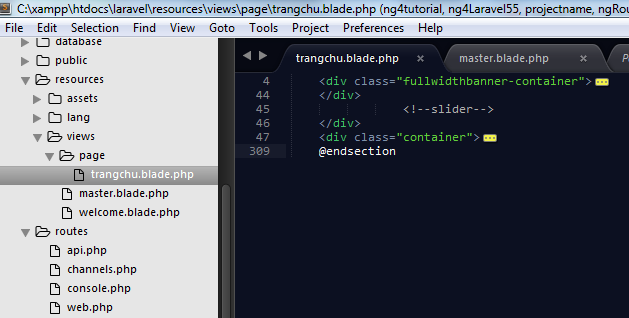 C:\xampp\htdocs\laravel\resources\views\page\trangchu.blade.php (ng4tutorial, ng4Laravel55, projectname, ngRou
File Edit Selection Find View Goto Tools Project Preferences Help
database
public
resources
assets
lang
views
page
trangchu.blade.php
master.blade.php
welcome.blade.php
routes
api.php
channels.php
console.php
web.php
trangchu.blade.php × master.blade.php × P
4 <div class="fullwidthbanner-container">
44 </div>
45 <!--slider-->
46 </div>
47 <div class="container">
309 @endsection